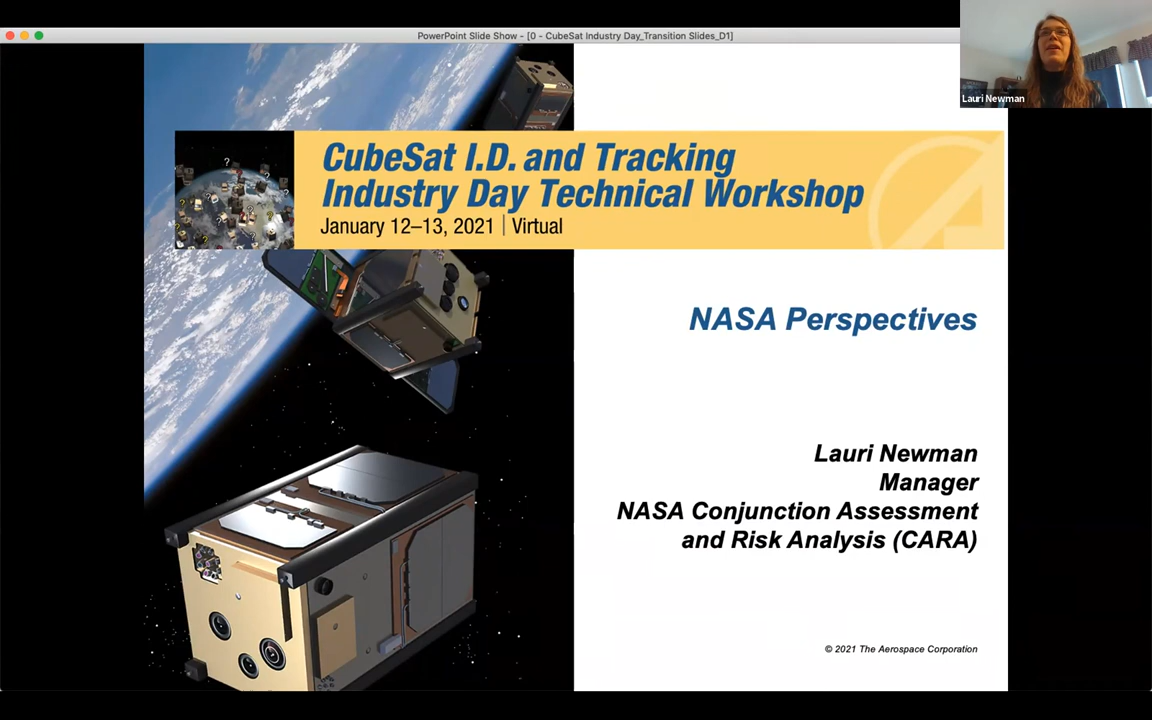 PowerPoint Slide Show - [0 - CubeSat Industry Day_Transition Slides_D1]
Lauri Newman
CubeSat I.D. and Tracking
Industry Day Technical Workshop
January 12–13, 2021 | Virtual
NASA Perspectives
Lauri Newman
Manager
NASA Conjunction Assessment
and Risk Analysis (CARA)
© 2021 The Aerospace Corporation